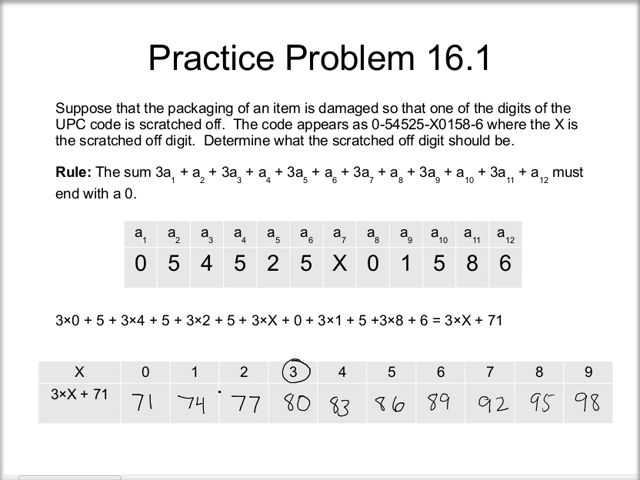 Practice Problem 16.1
Suppose that the packaging of an item is damaged so that one of the digits of the
UPC code is scratched off. The code appears as 0-54525-X0158-6 where the X is
the scratched off digit. Determine what the scratched off digit should be.
Rule: The sum 3a₁ + a₂ + 3a₃ + a₄ + 3a₅ + a₆ + 3a₇ + a₈ + 3a₉ + a₁₀ + 3a₁₁ + a₁₂ must
end with a 0.
a₁ a₂ a₃ a₄ a₅ a₆ a₇ a₈ a₉ a₁₀ a₁₁ a₁₂
0 5 4 5 2 5 X 0 1 5 8 6
3×0 + 5 + 3×4 + 5 + 3×2 + 5 + 3×X + 0 + 3×1 + 5 +3×8 + 6 = 3×X + 71
X 0 1 2 3 4 5 6 7 8 9
3×X + 71 71 74 77 80 83 86 89 92 95 98